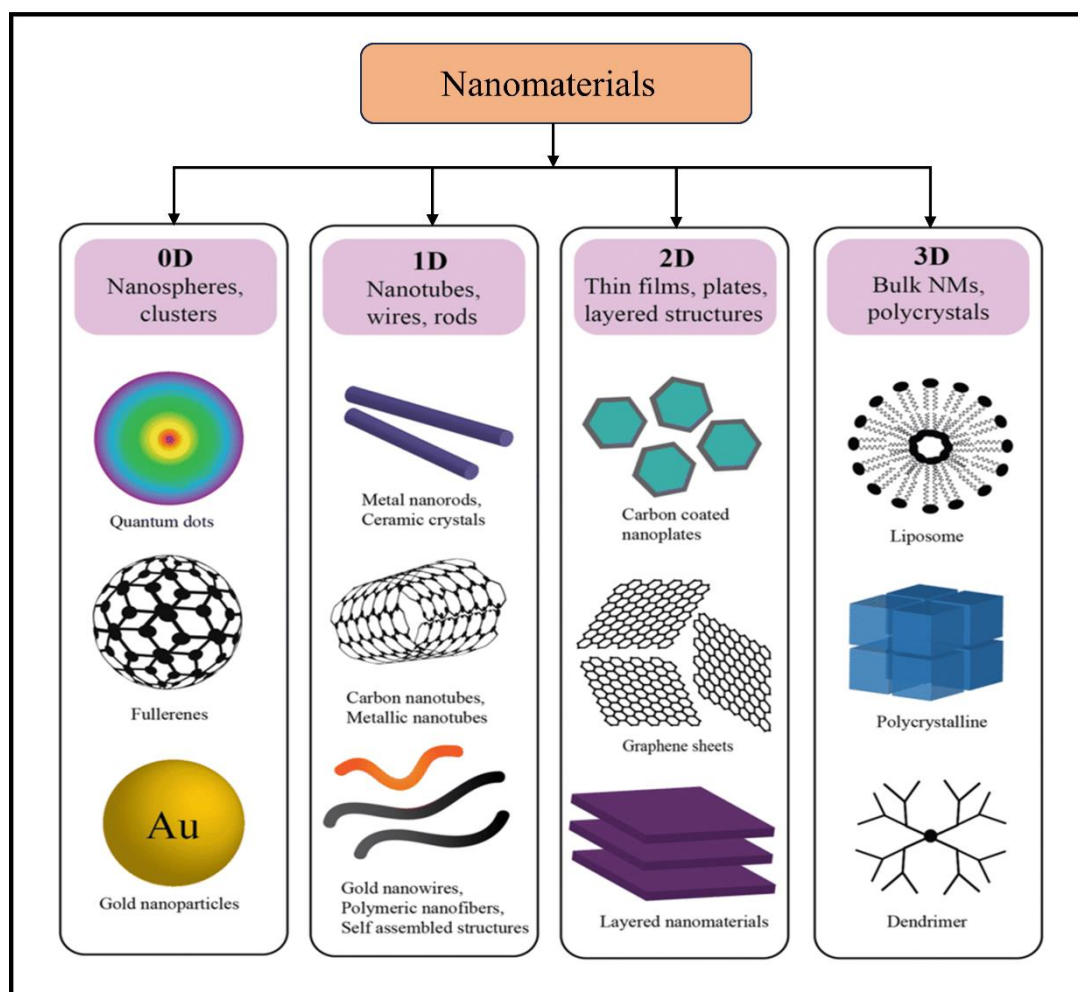 Nanomaterials
0D
Nanospheres,
clusters
Quantum dots
Fullerenes
Au
Gold nanoparticles
1D
Nanotubes,
wires, rods
Metal nanorods,
Ceramic crystals
Carbon nanotubes,
Metallic nanotubes
Gold nanowires,
Polymeric nanofibers,
Self assembled structures
2D
Thin films, plates,
layered structures
Carbon coated
nanoplates
Graphene sheets
Layered nanomaterials
3D
Bulk NMs,
polycrystals
Liposome
Polycrystalline
Dendrimer